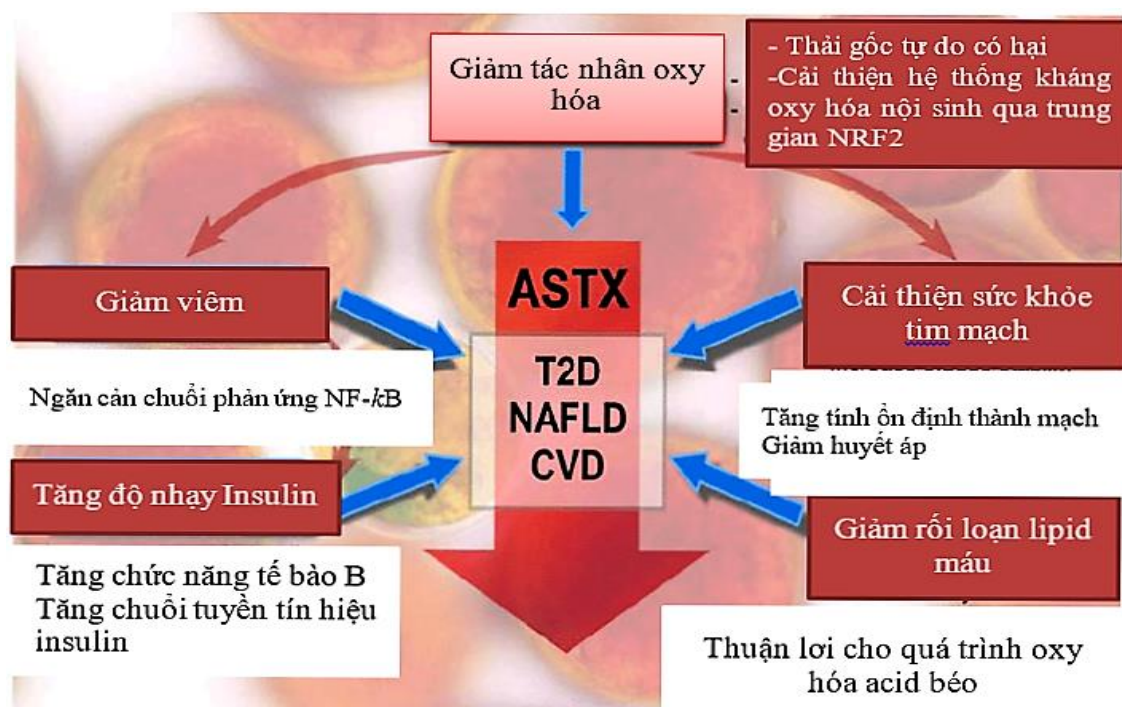 Giảm tác nhân oxy
hóa
- Thải gốc tự do có hại
-Cải thiện hệ thống kháng
oxy hóa nội sinh qua trung
gian NRF2
ASTX
Giảm viêm
Cải thiện sức khỏe
tim mạch
Ngăn cản chuỗi phản ứng NF-kB
T2D
NAFLD
CVD
Tăng tính ổn định thành mạch
Giảm huyết áp
Tăng độ nhạy Insulin
Giảm rối loạn lipid
máu
Tăng chức năng tế bào B
Tăng chuổi tuyền tín hiệu
insulin
Thuận lơi cho quá trình oxy
hóa acid béo